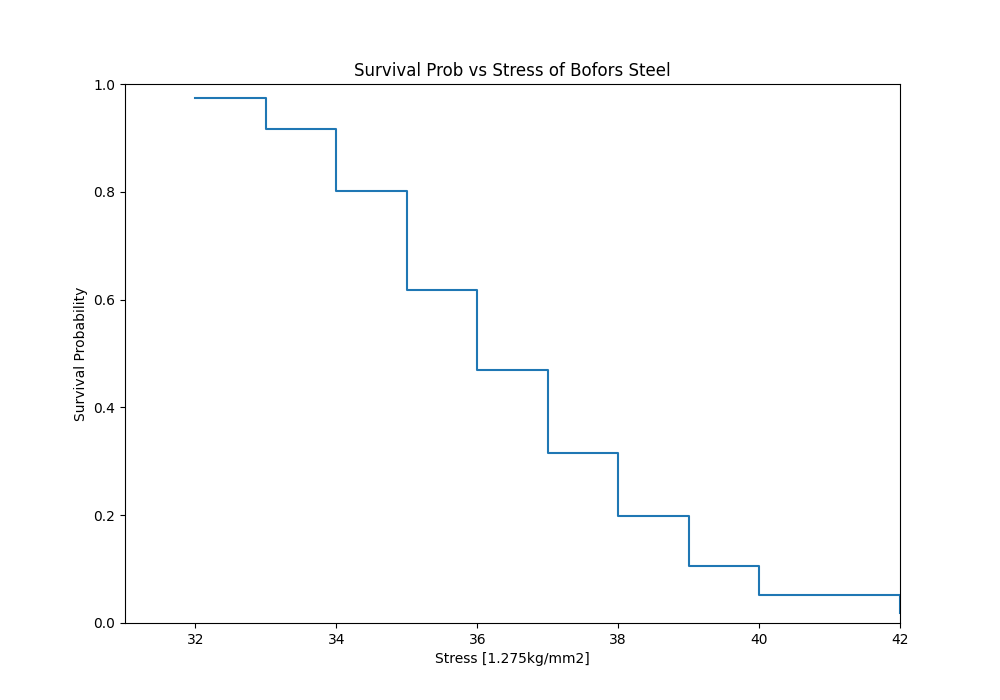 Survival Prob vs Stress of Bofors Steel
1.0
0.8
0.6
0.4
0.2
0.0
Survival Probability
32 34 36 38 40 42
Stress [1.275kg/mm2]